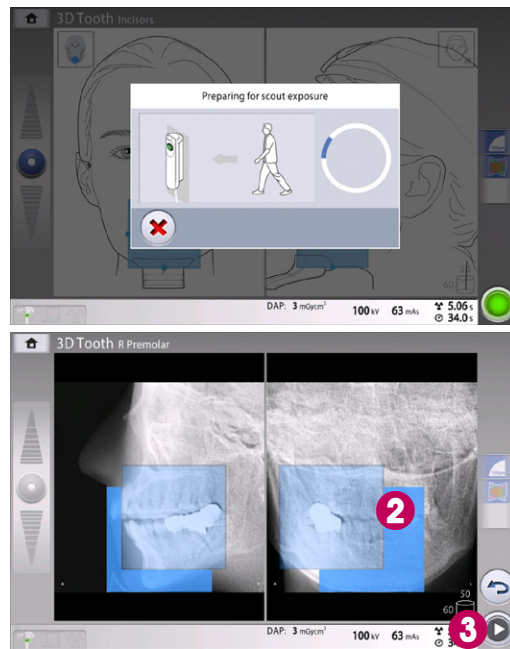 3D Tooth Incisors
Preparing for scout exposure
60
DAP: 3 mGycm² 100 kV 63 mAs 5.06 s
34.0 s
3D Tooth R Premolar
2
50
60
3
DAP: 3 mGycm² 100 kV 63 mAs